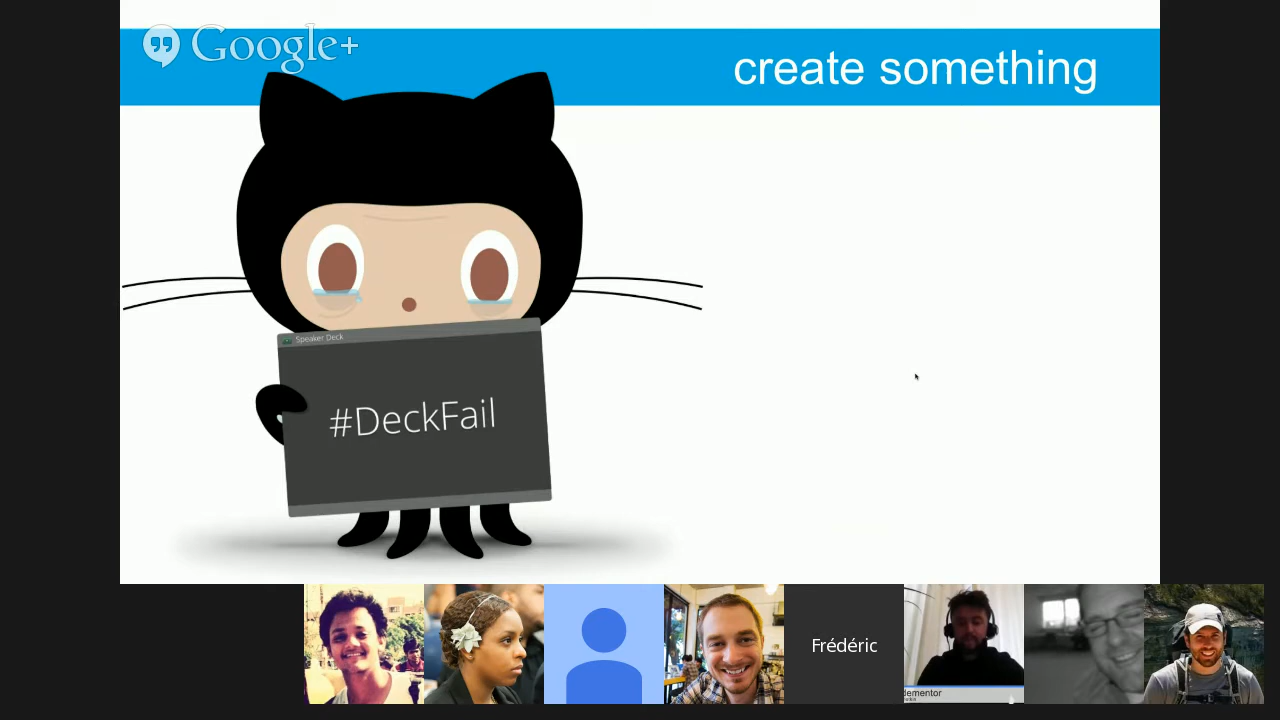 Google+
create something
Speaker Deck
#DeckFail
Frédéric
dementor